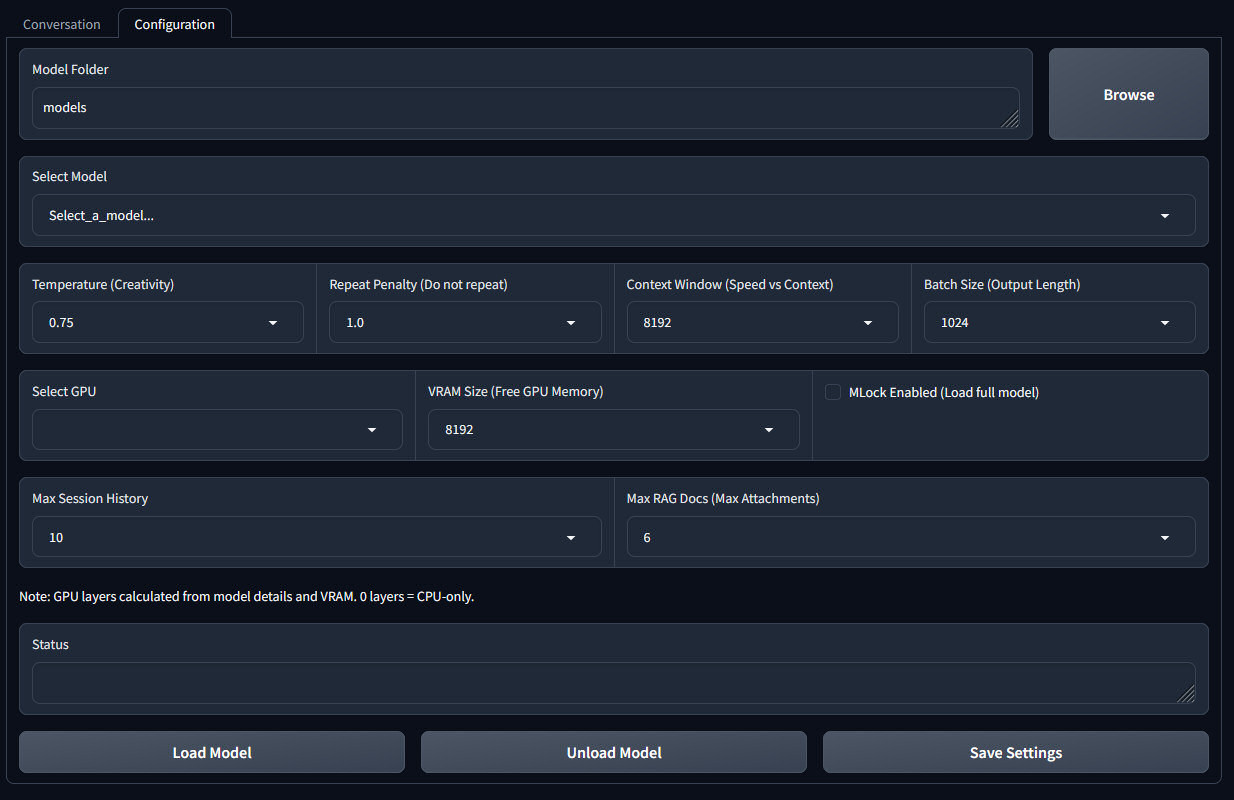 Conversation
Configuration
Model Folder
models
Browse
Select Model
Select_a_model...
Temperature (Creativity)
0.75
Repeat Penalty (Do not repeat)
1.0
Context Window (Speed vs Context)
8192
Batch Size (Output Length)
1024
Select GPU
VRAM Size (Free GPU Memory)
8192
MLock Enabled (Load full model)
Max Session History
10
Max RAG Docs (Max Attachments)
6
Note: GPU layers calculated from model details and VRAM. 0 layers = CPU-only.
Status
Load Model
Unload Model
Save Settings